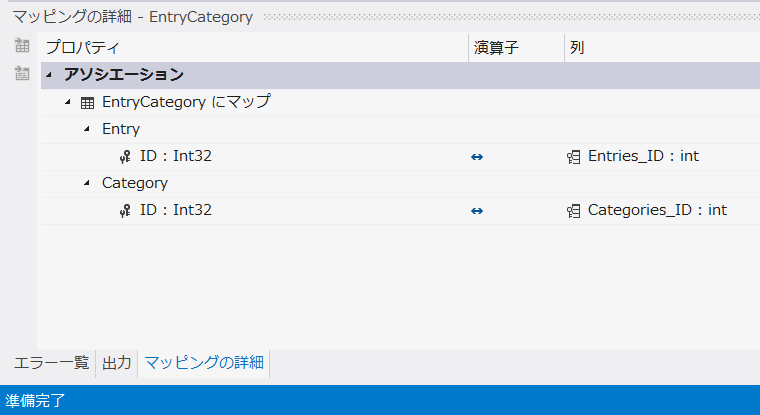 マッピングの詳細 - EntryCategory
プロパティ 演算子 列
アソシエーション
EntryCategory にマップ
Entry
ID : Int32 ↔ Entries_ID : int
Category
ID : Int32 ↔ Categories_ID : int
エラー一覧 出力 マッピングの詳細
準備完了